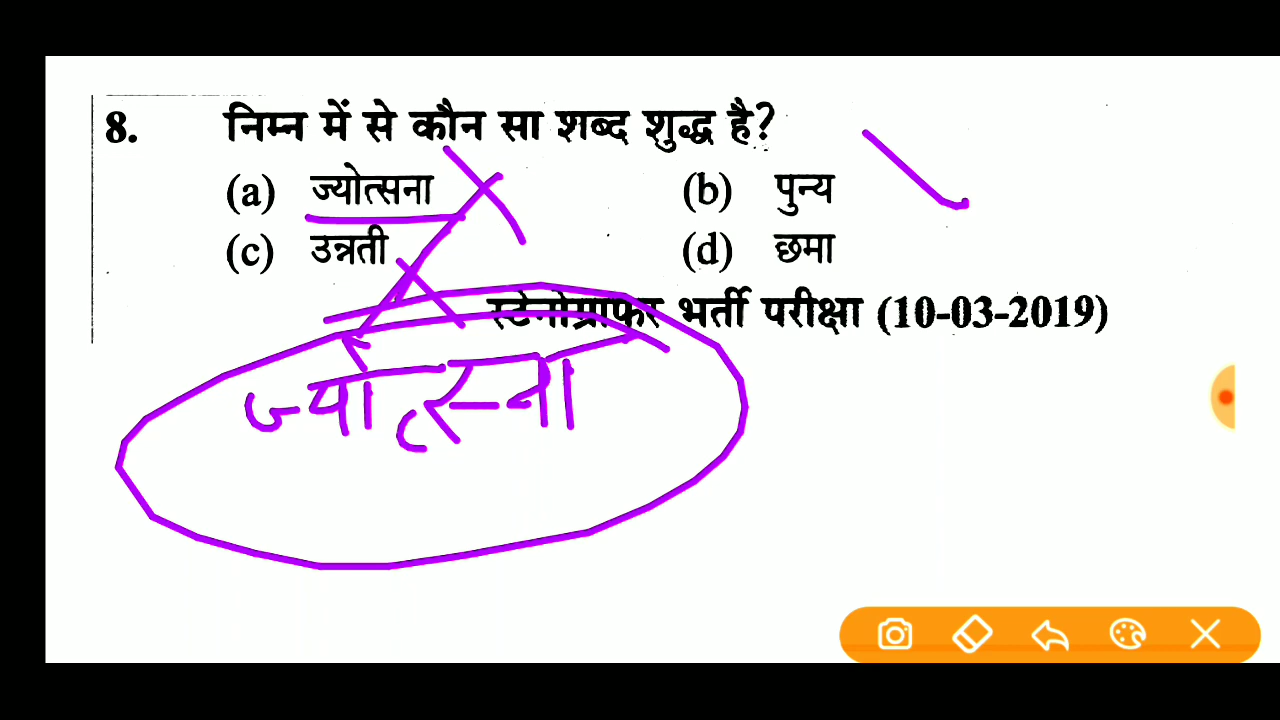 8. निम्न में से कौन सा शब्द शुद्ध है?
(a) ज्योत्सना (b) पुन्य
(c) उन्नती (d) छमा
स्टेनोग्राफर भर्ती परीक्षा (10-03-2019)
ज्योत्स्ना